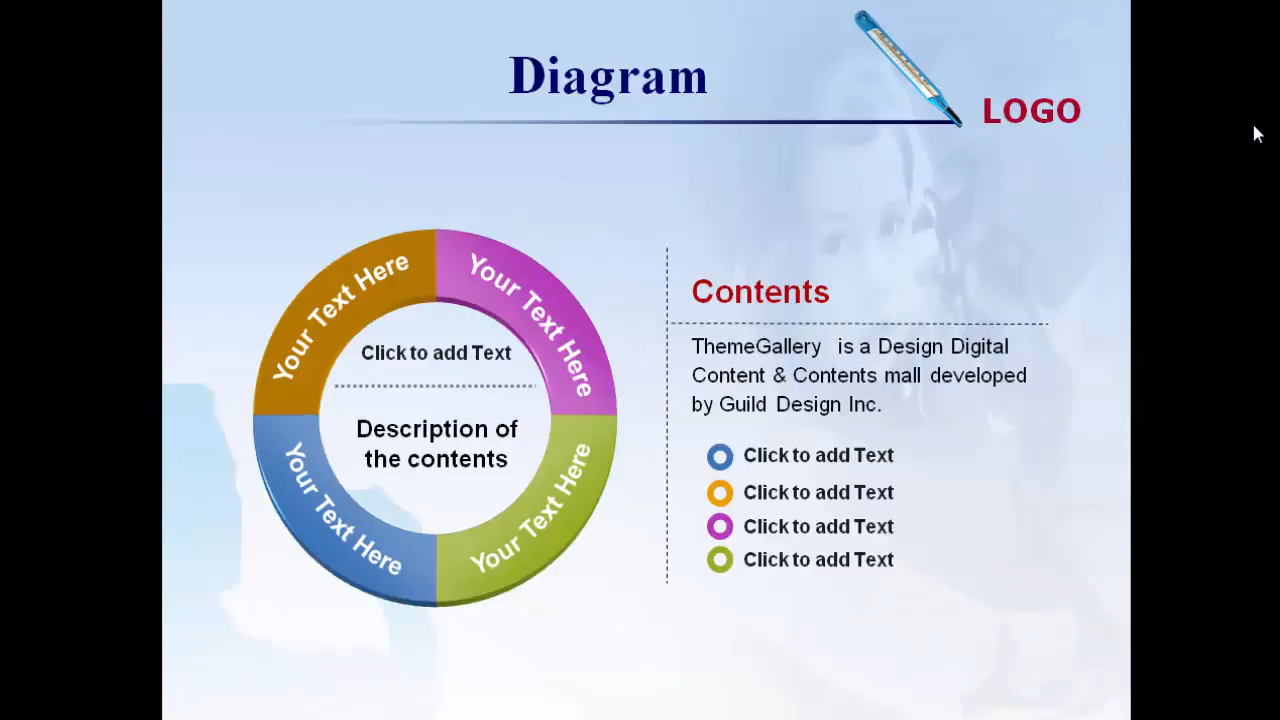 Diagram
LOGO
Your Text Here
Your Text Here
Click to add Text
Description of
the contents
Your Text Here
Your Text Here
Contents
ThemeGallery is a Design Digital
Content & Contents mall developed
by Guild Design Inc.
Click to add Text
Click to add Text
Click to add Text
Click to add Text